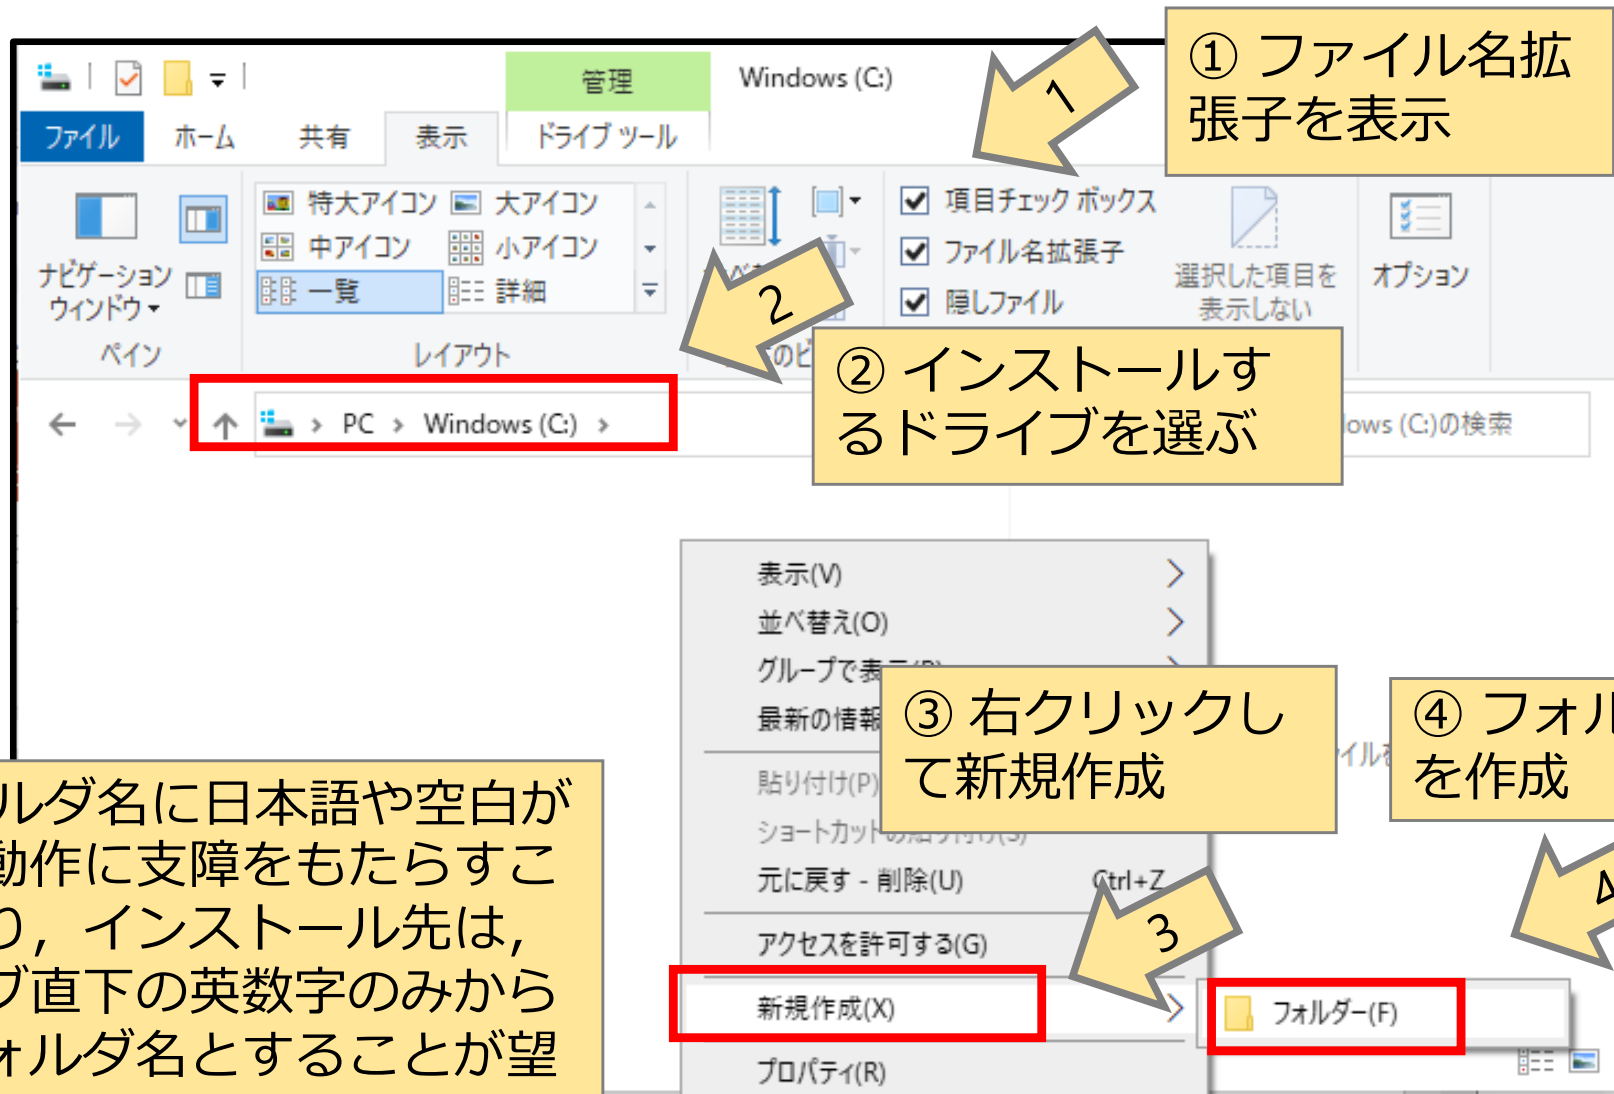 管理
Windows (C:)
① ファイル名拡
張子を表示
1
ファイル
ホーム
共有
表示
ドライブ ツール
特大アイコン
大アイコン
中アイコン
小アイコン
一覧
詳細
ナビゲーション
ウィンドウ
ペイン
レイアウト
項目チェック ボックス
ファイル名拡張子
隠しファイル
選択した項目を
表示しない
オプション
2
② インストールす
るドライブを選ぶ
PC
Windows (C:)
(C:)の検索
表示(V)
並べ替え(O)
グループで表
最新の情報
貼り付け(P)
元に戻す - 削除(U)
Ctrl+Z
アクセスを許可する(G)
新規作成(X)
プロパティ(R)
③ 右クリックし
て新規作成
3
④ フォル
を作成
4
フォルダー(F)
ルダ名に日本語や空白が
動作に支障をもたらすこ
り，インストール先は，
ブ直下の英数字のみから
ォルダ名とすることが望